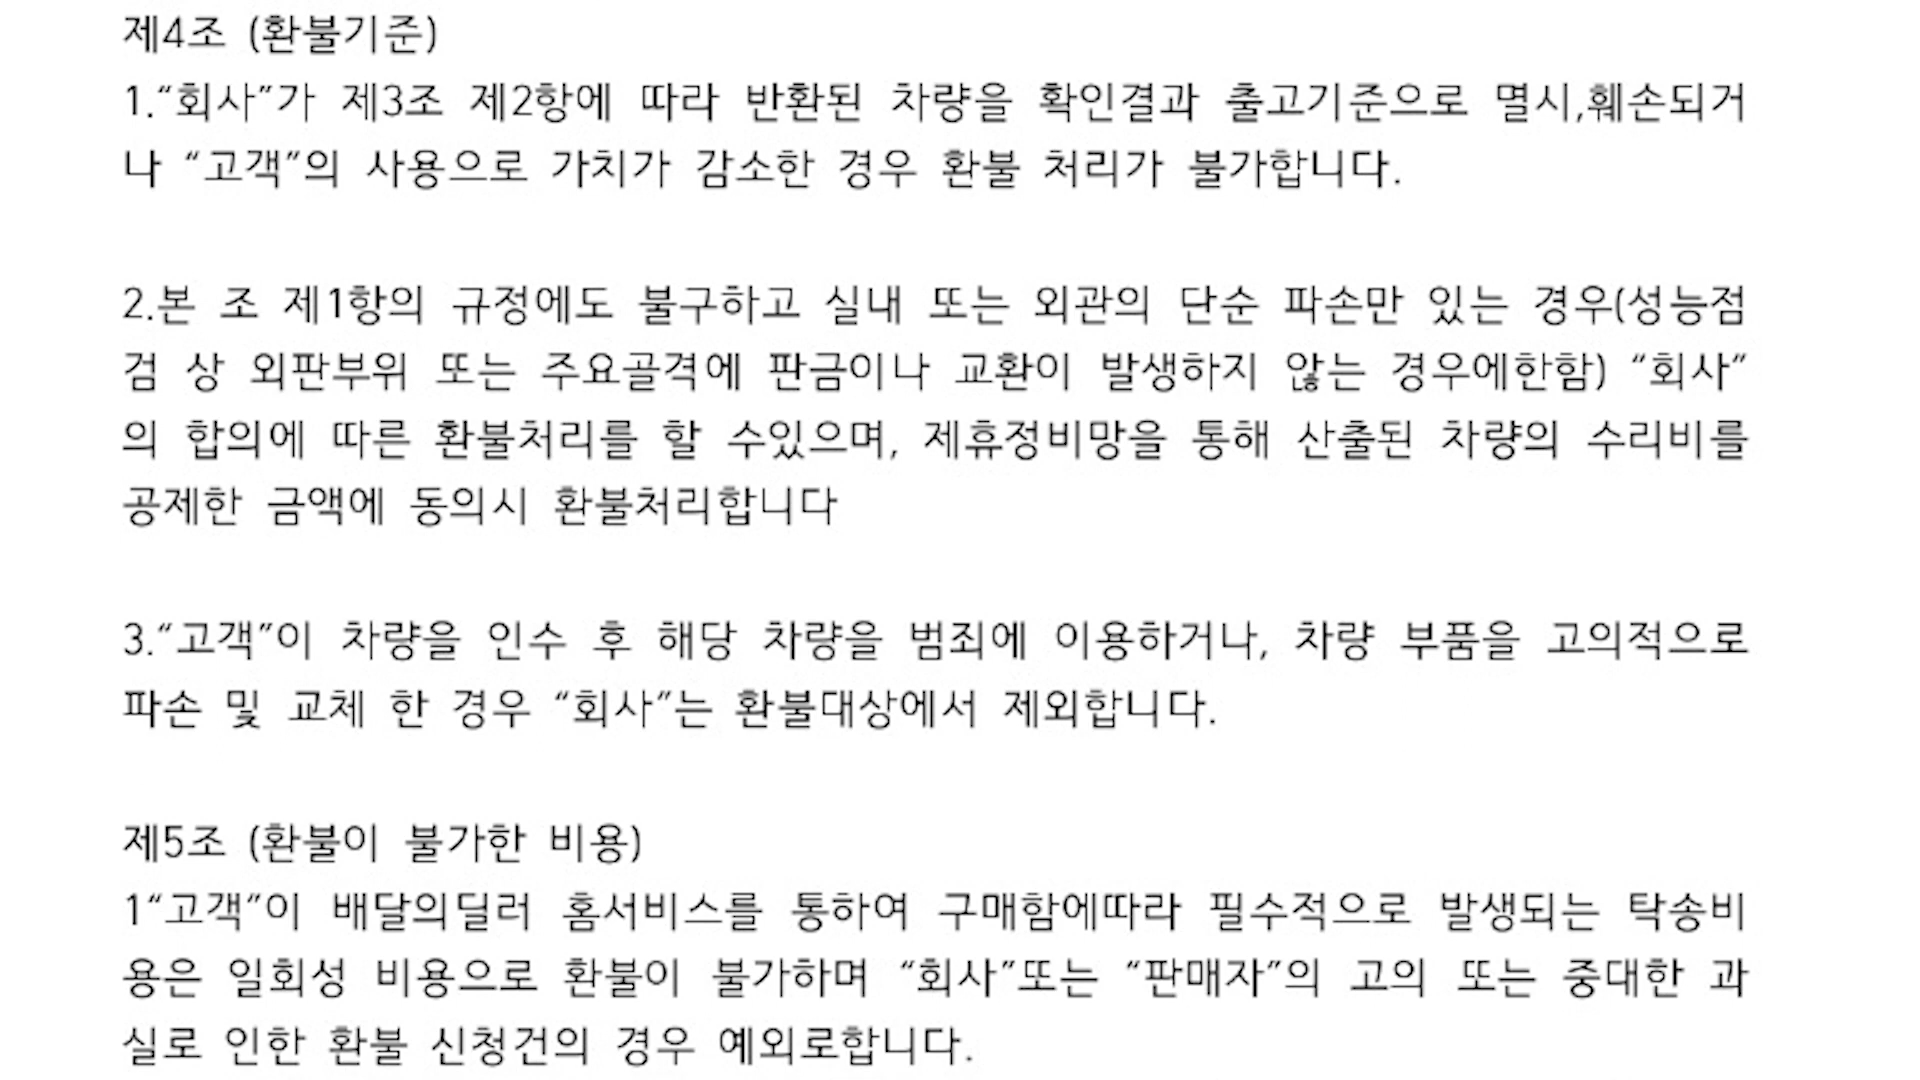 제4조 (환불기준)
1.“회사”가 제3조 제2항에 따라 반환된 차량을 확인결과 출고기준으로 멸시,훼손되거
나 “고객”의 사용으로 가치가 감소한 경우 환불 처리가 불가합니다.
2.본 조 제1항의 규정에도 불구하고 실내 또는 외관의 단순 파손만 있는 경우(성능점
검 상 외판부위 또는 주요골격에 판금이나 교환이 발생하지 않는 경우에한함) “회사”
의 합의에 따른 환불처리를 할 수있으며, 제휴정비망을 통해 산출된 차량의 수리비를
공제한 금액에 동의시 환불처리합니다
3.“고객”이 차량을 인수 후 해당 차량을 범죄에 이용하거나, 차량 부품을 고의적으로
파손 및 교체 한 경우 “회사”는 환불대상에서 제외합니다.
제5조 (환불이 불가한 비용)
1“고객”이 배달의딜러 홈서비스를 통하여 구매함에따라 필수적으로 발생되는 탁송비
용은 일회성 비용으로 환불이 불가하며 “회사”또는 “판매자”의 고의 또는 중대한 과
실로 인한 환불 신청건의 경우 예외로합니다.